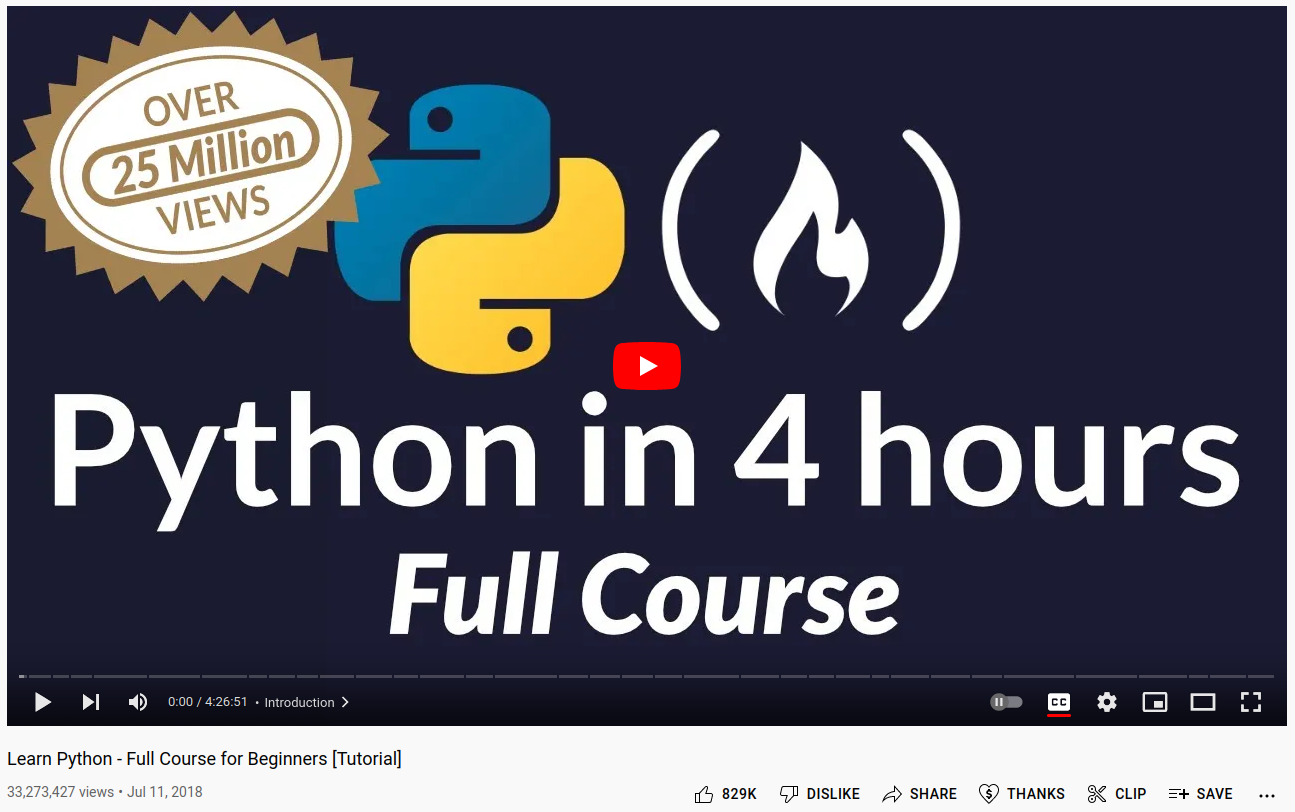 OVER
25 Million
VIEWS
Python in 4 hours
Full Course
0:00 / 4:26:51 • Introduction
CC
Learn Python - Full Course for Beginners [Tutorial]
33,273,427 views • Jul 11, 2018
829K DISLIKE SHARE THANKS CLIP SAVE